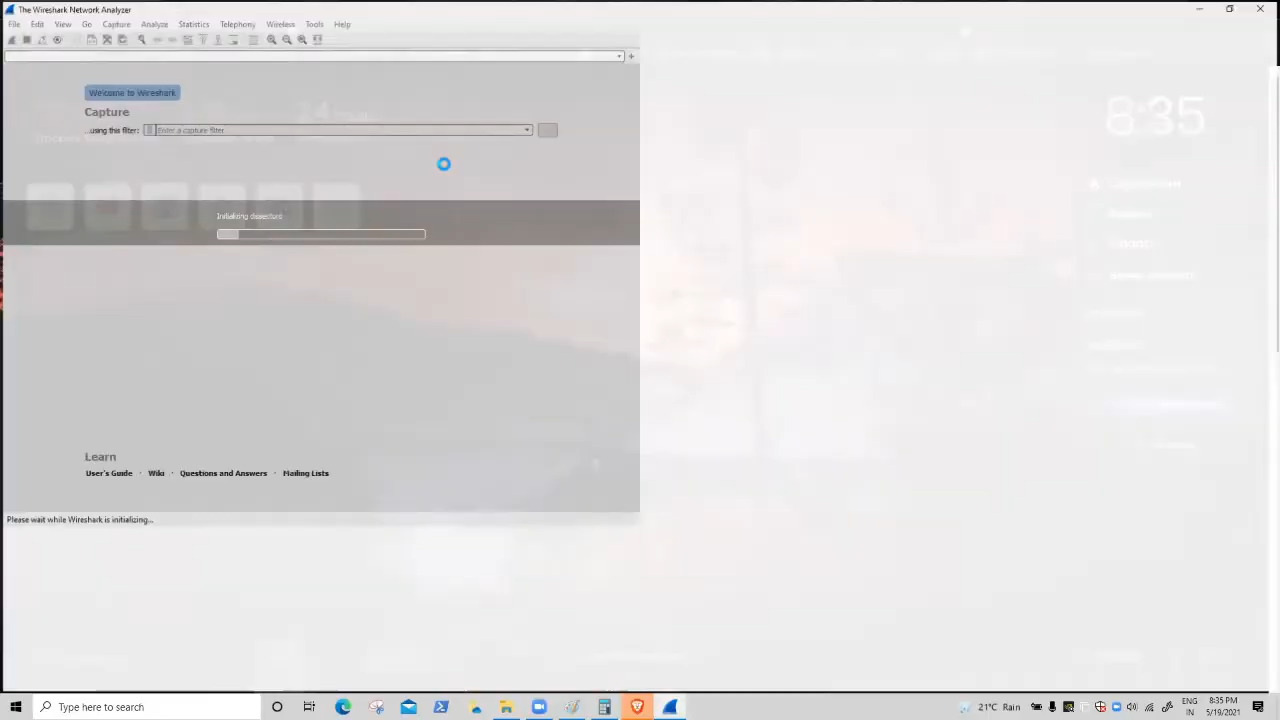 The Wireshark Network Analyzer
File Edit View Go Capture Analyze Statistics Telephony Wireless Tools Help
Welcome to Wireshark
Capture
...using this filter: Enter a capture filter ...
8:35
Initializing dissectors
Learn
User's Guide · Wiki · Questions and Answers · Mailing Lists
Please wait while Wireshark is initializing...
Type here to search
21°C Rain
ENG
IN
8:35 PM
5/19/2021